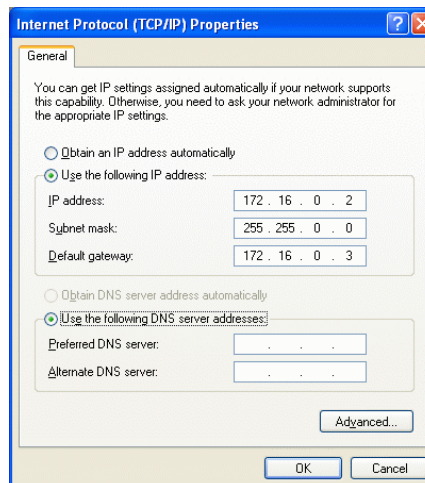 Internet Protocol (TCP/IP) Properties
General
You can get IP settings assigned automatically if your network supports
this capability. Otherwise, you need to ask your network administrator for
the appropriate IP settings.
Obtain an IP address automatically
Use the following IP address:
IP address: 172 . 16 . 0 . 2
Subnet mask: 255 . 255 . 0 . 0
Default gateway: 172 . 16 . 0 . 3
Obtain DNS server address automatically
Use the following DNS server addresses:
Preferred DNS server: . . .
Alternate DNS server: . . .
Advanced...
OK Cancel